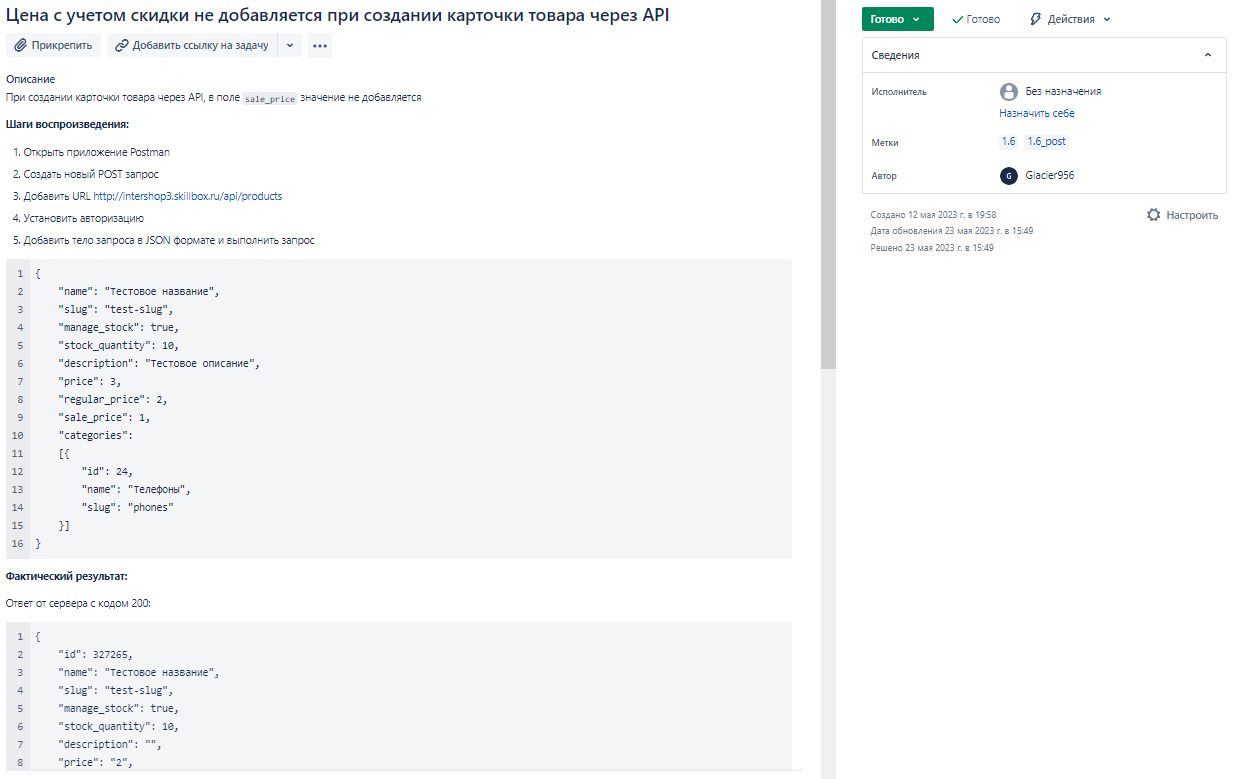 Цена с учетом скидки не добавляется при создании карточки товара через API
Прикрепить
Добавить ссылку на задачу
Описание
При создании карточки товара через API, в поле sale_price значение не добавляется
Шаги воспроизведения:
1. Открыть приложение Postman
2. Создать новый POST запрос
3. Добавить URL http://intershop3.skillbox.ru/api/products
4. Установить авторизацию
5. Добавить тело запроса в JSON формате и выполнить запрос
1 {
2 "name": "Тестовое название",
3 "slug": "test-slug",
4 "manage_stock": true,
5 "stock_quantity": 10,
6 "description": "Тестовое описание",
7 "price": 3,
8 "regular_price": 2,
9 "sale_price": 1,
10 "categories":
11 [{
12 "id": 24,
13 "name": "Телефоны",
14 "slug": "phones"
15 }]
16 }
Фактический результат:
Ответ от сервера с кодом 200:
1 {
2 "id": 327265,
3 "name": "Тестовое название",
4 "slug": "test-slug",
5 "manage_stock": true,
6 "stock_quantity": 10,
7 "description": "",
8 "price": "2",
Готово
Готово
Действия
Сведения
Исполнитель
Без назначения
Назначить себе
Метки
1.6 1.6_post
Автор
G Glacier956
Создано 12 мая 2023 г. в 19:58
Дата обновления 23 мая 2023 г. в 15:49
Решено 23 мая 2023 г. в 15:49
Настроить